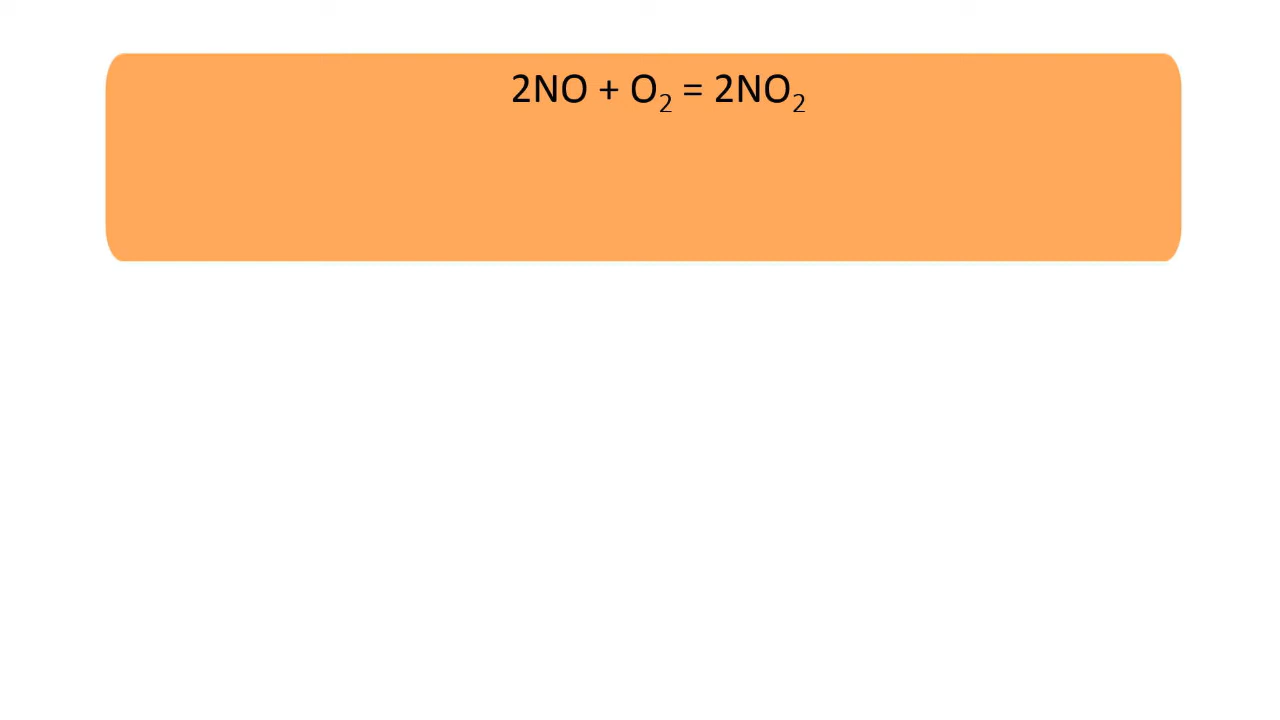 2NO + O₂ = 2NO₂